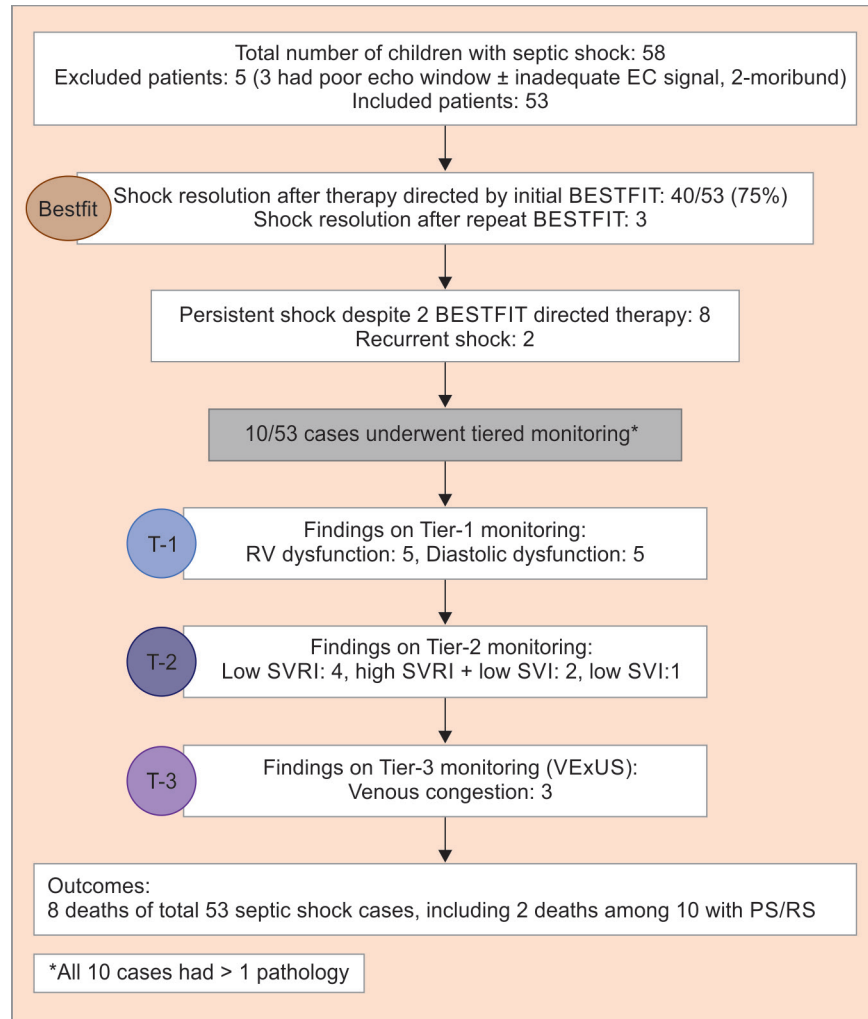 Total number of children with septic shock: 58
Excluded patients: 5 (3 had poor echo window ± inadequate EC signal, 2-moribund)
Included patients: 53
Bestfit
Shock resolution after therapy directed by initial BESTFIT: 40/53 (75%)
Shock resolution after repeat BESTFIT: 3
Persistent shock despite 2 BESTFIT directed therapy: 8
Recurrent shock: 2
10/53 cases underwent tiered monitoring*
T-1
Findings on Tier-1 monitoring:
RV dysfunction: 5, Diastolic dysfunction: 5
T-2
Findings on Tier-2 monitoring:
Low SVRI: 4, high SVRI + low SVI: 2, low SVI:1
T-3
Findings on Tier-3 monitoring (VExUS):
Venous congestion: 3
Outcomes:
8 deaths of total 53 septic shock cases, including 2 deaths among 10 with PS/RS
*All 10 cases had > 1 pathology